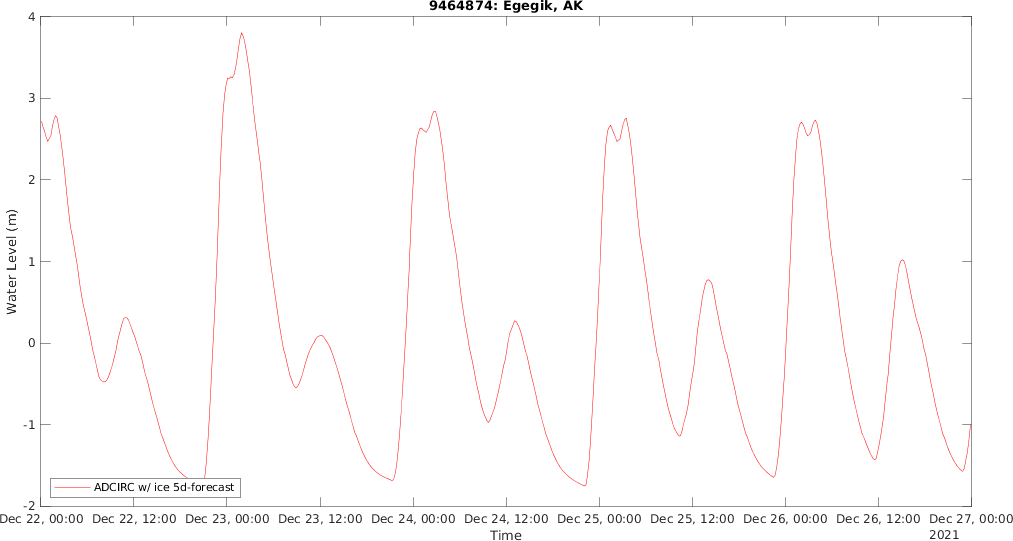 9464874: Egegik, AK
4
3
2
1
0
-1
-2
Water Level (m)
ADCIRC w/ ice 5d-forecast
Dec 22, 00:00 Dec 22, 12:00 Dec 23, 00:00 Dec 23, 12:00 Dec 24, 00:00 Dec 24, 12:00 Dec 25, 00:00 Dec 25, 12:00 Dec 26, 00:00 Dec 26, 12:00 Dec 27, 00:00
Time
2021